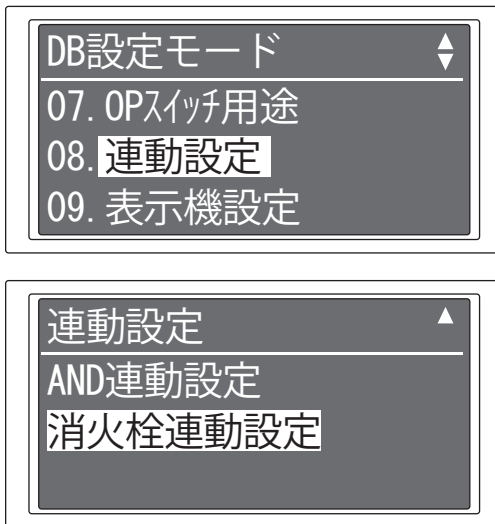 DB設定モード
07. OPスイッチ用途
08. 連動設定
09. 表示機設定
連動設定
AND連動設定
消火栓連動設定